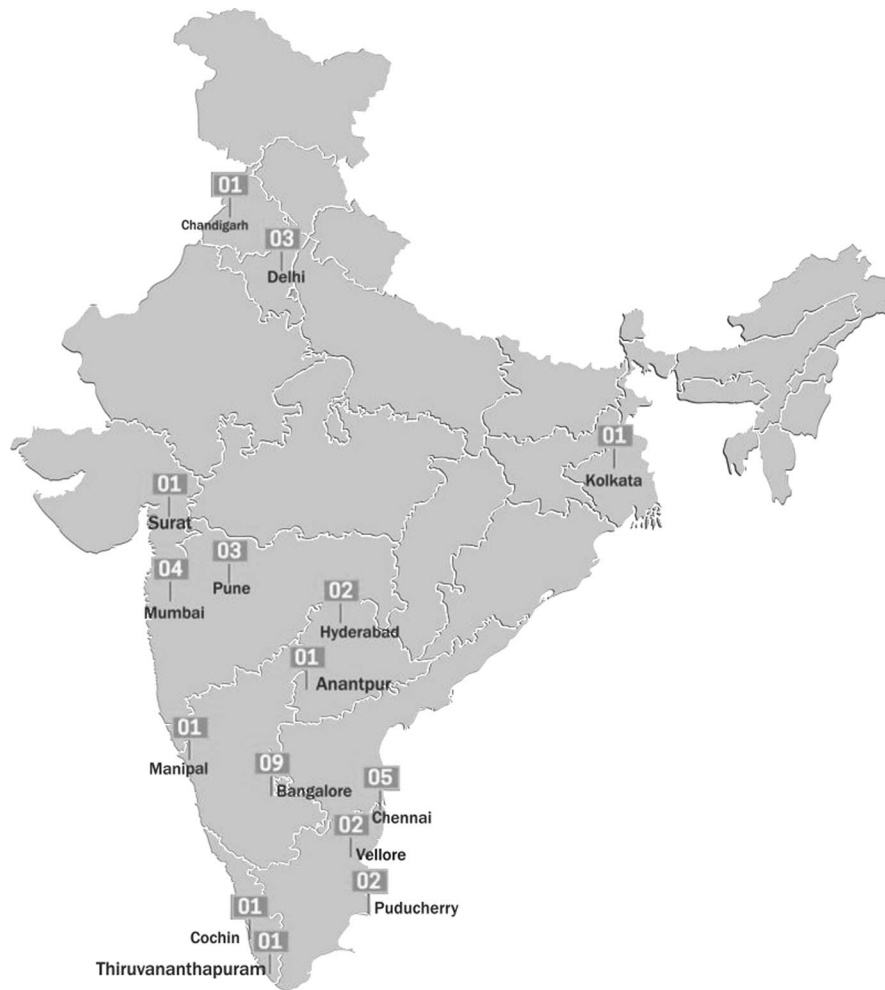 01
Chandigarh
03
Delhi
01
Kolkata
01
Surat
03
Pune
04
Mumbai
02
Hyderabad
01
Anantpur
01
Manipal
09
Bangalore
05
Chennai
02
Vellore
02
Puducherry
01
Cochin
01
Thiruvananthapuram